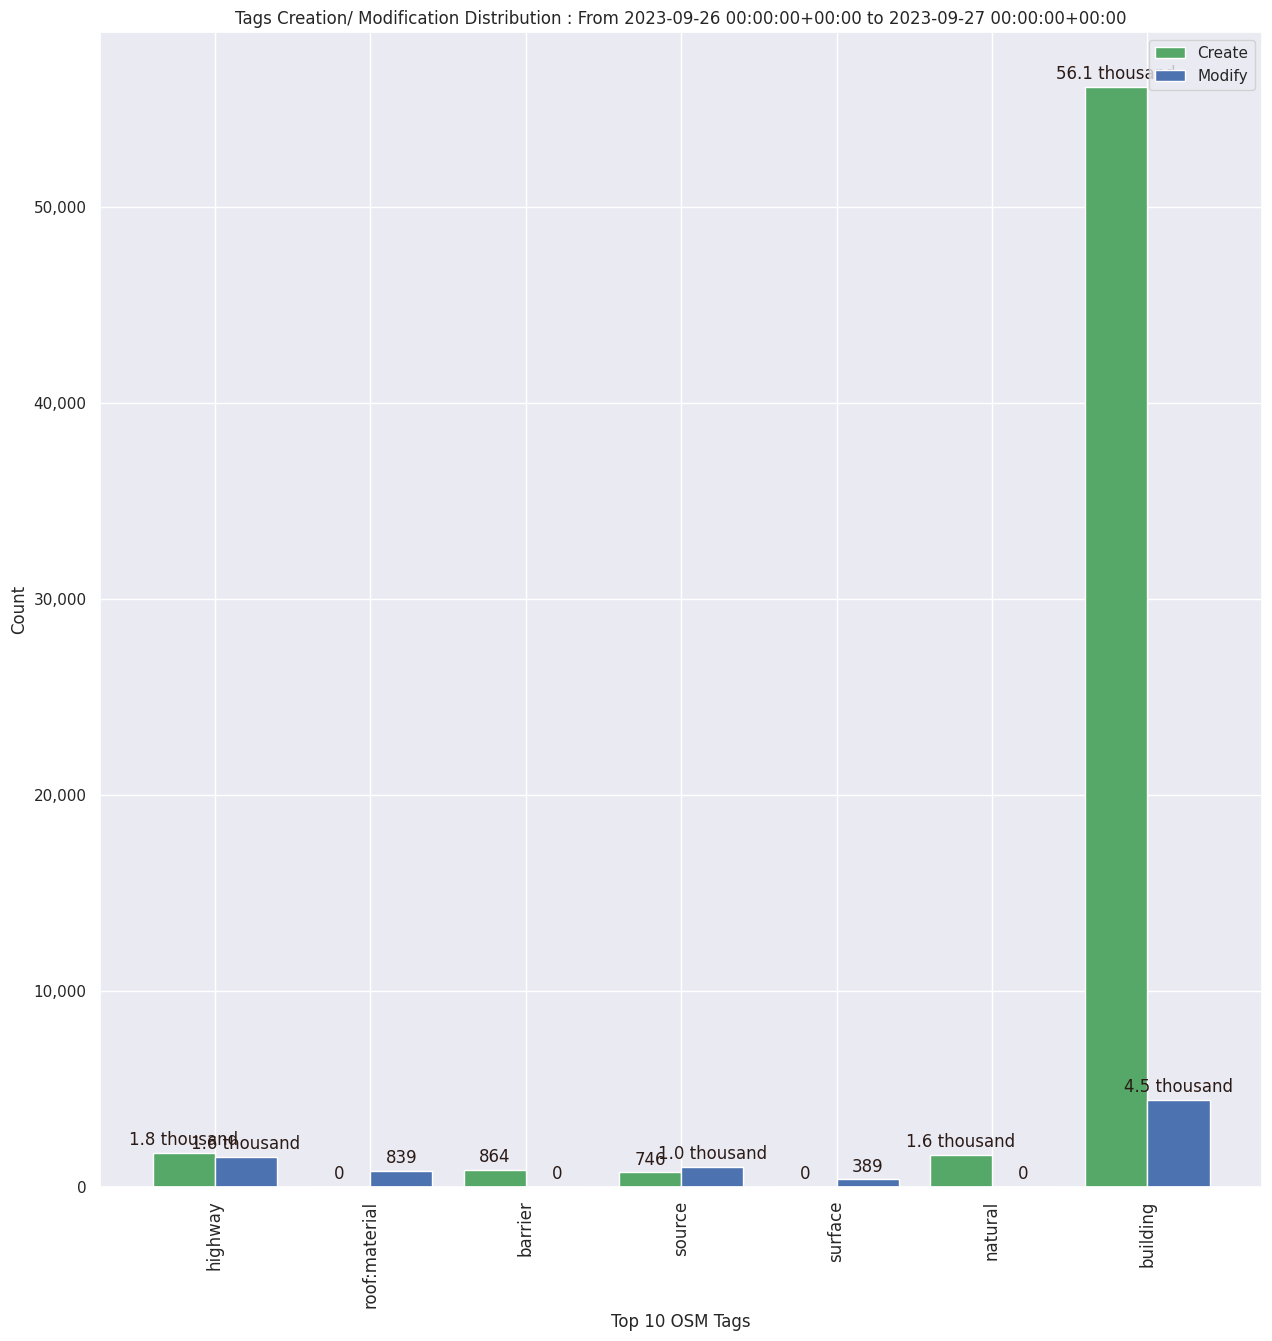 Tags Creation/ Modification Distribution : From 2023-09-26 00:00:00+00:00 to 2023-09-27 00:00:00+00:00
Create
Modify
56.1 thousand
50,000
40,000
30,000
20,000
10,000
0
Count
4.5 thousand
1.8 thousand
1.6 thousand
0
839
864
0
746
1.0 thousand
0
389
1.6 thousand
0
highway
roof:material
barrier
source
surface
natural
building
Top 10 OSM Tags